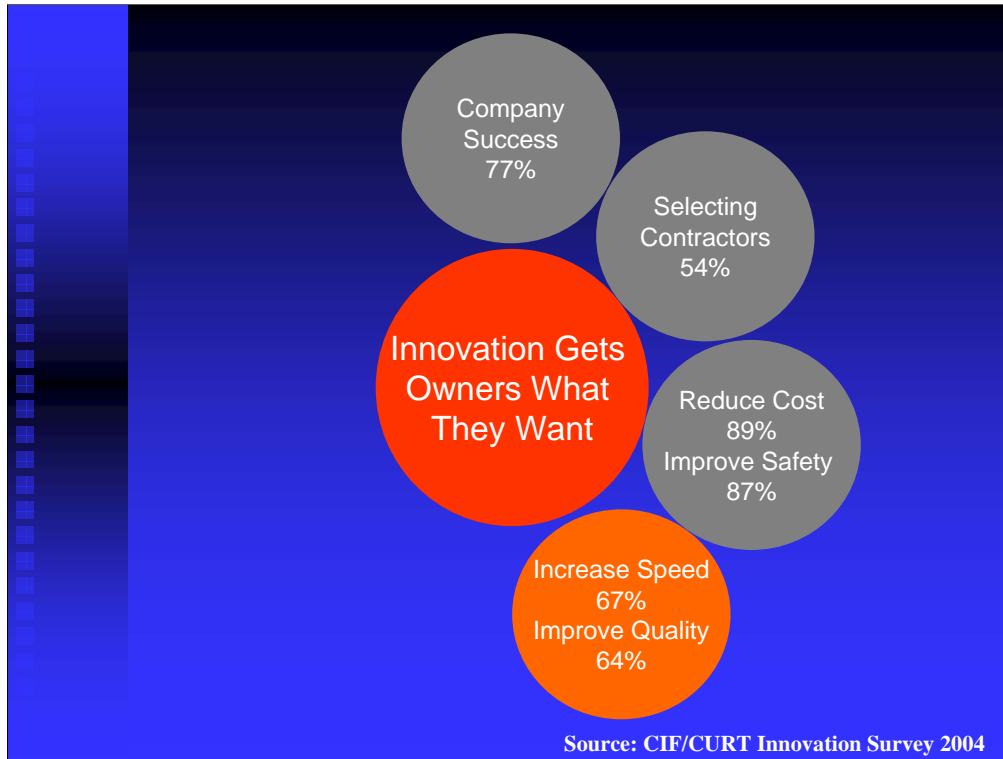 Company
Success
77%
Selecting
Contractors
54%
Innovation Gets
Owners What
They Want
Reduce Cost
89%
Improve Safety
87%
Increase Speed
67%
Improve Quality
64%
Source: CIF/CURT Innovation Survey 2004